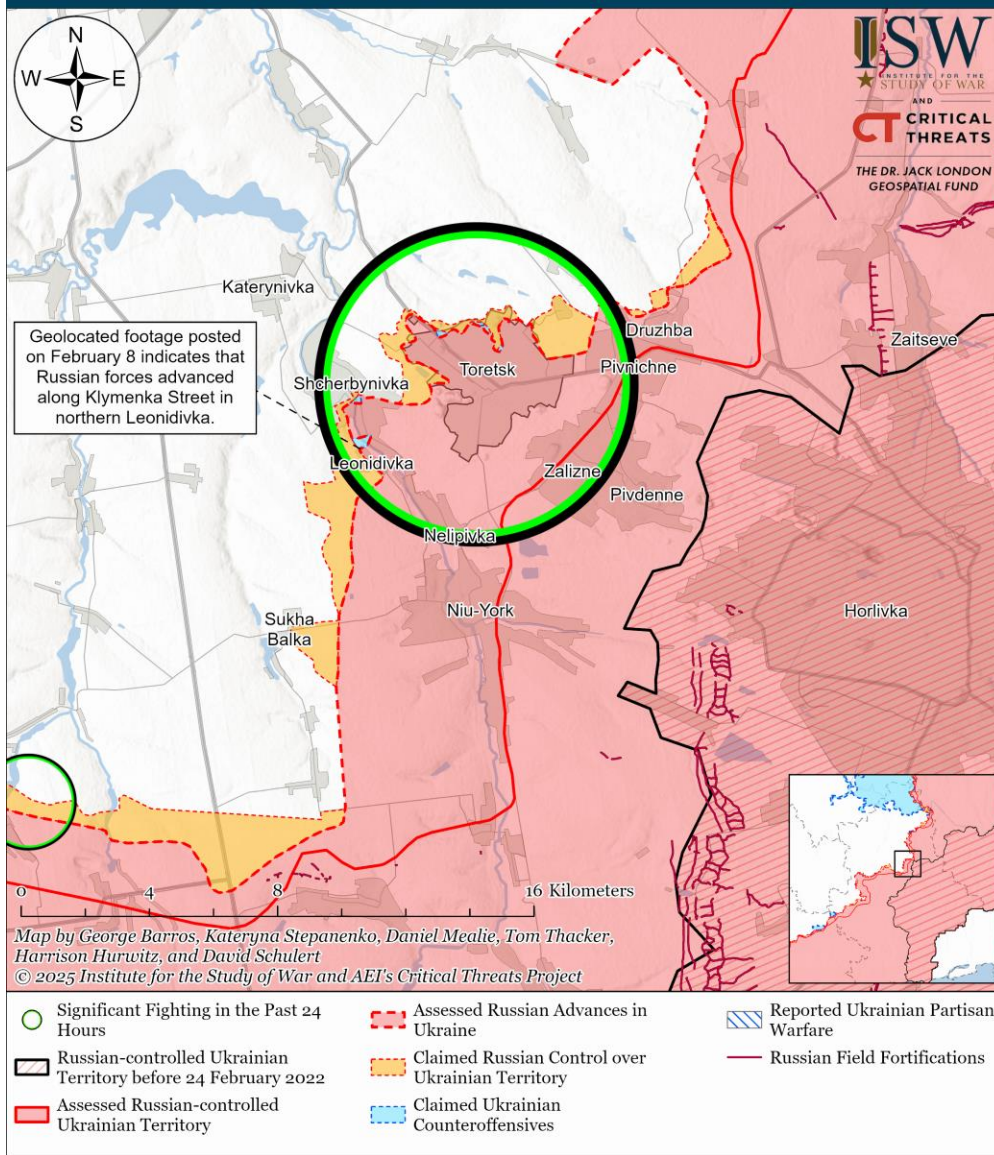 N
W E
S
ISW
INSTITUTE FOR THE
STUDY OF WAR
AND
CT CRITICAL
THREATS
THE DR. JACK LONDON
GEOSPATIAL FUND
Katerynivka
Druzhba
Zaitseve
Geolocated footage posted
on February 8 indicates that
Russian forces advanced
along Klymenka Street in
northern Leonidivka.
Shcherbynivka
Toretsk
Pivnichne
Leonidivka
Zalizne
Pivdenne
Nelipivka
Niu-York
Horlivka
Sukha
Balka
0 4 8 16 Kilometers
Map by George Barros, Kateryna Stepanenko, Daniel Mealie, Tom Thacker,
Harrison Hurwitz, and David Schulert
© 2025 Institute for the Study of War and AEI's Critical Threats Project
Significant Fighting in the Past 24
Hours
Russian-controlled Ukrainian
Territory before 24 February 2022
Assessed Russian-controlled
Ukrainian Territory
Assessed Russian Advances in
Ukraine
Claimed Russian Control over
Ukrainian Territory
Claimed Ukrainian
Counteroffensives
Reported Ukrainian Partisan
Warfare
Russian Field Fortifications